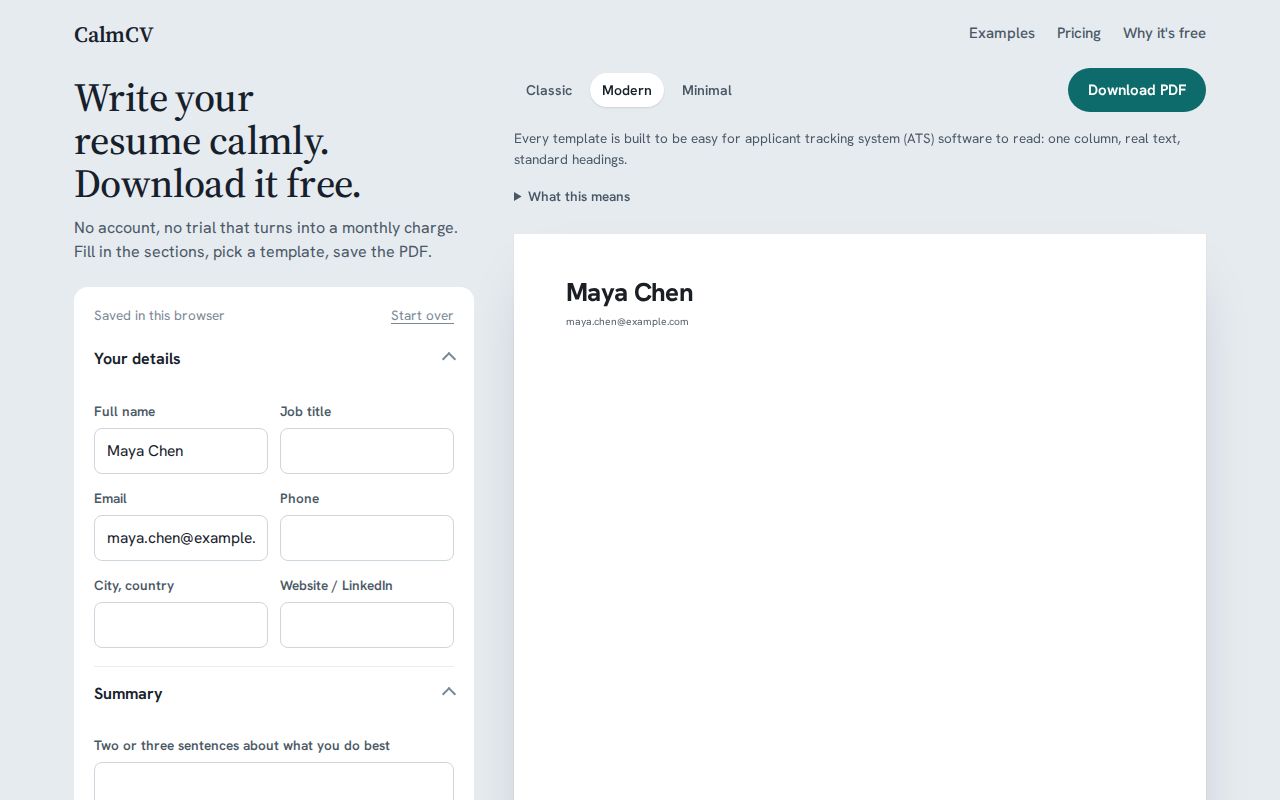 CalmCV
Examples
Pricing
Why it's free
Write your
resume calmly.
Download it free.
No account, no trial that turns into a monthly charge.
Fill in the sections, pick a template, save the PDF.
Saved in this browser
Start over
Your details
Full name
Job title
Maya Chen
Email
Phone
maya.chen@example.
City, country
Website / LinkedIn
Summary
Two or three sentences about what you do best
Classic
Modern
Minimal
Download PDF
Every template is built to be easy for applicant tracking system (ATS) software to read: one column, real text,
standard headings.
What this means
Maya Chen
maya.chen@example.com